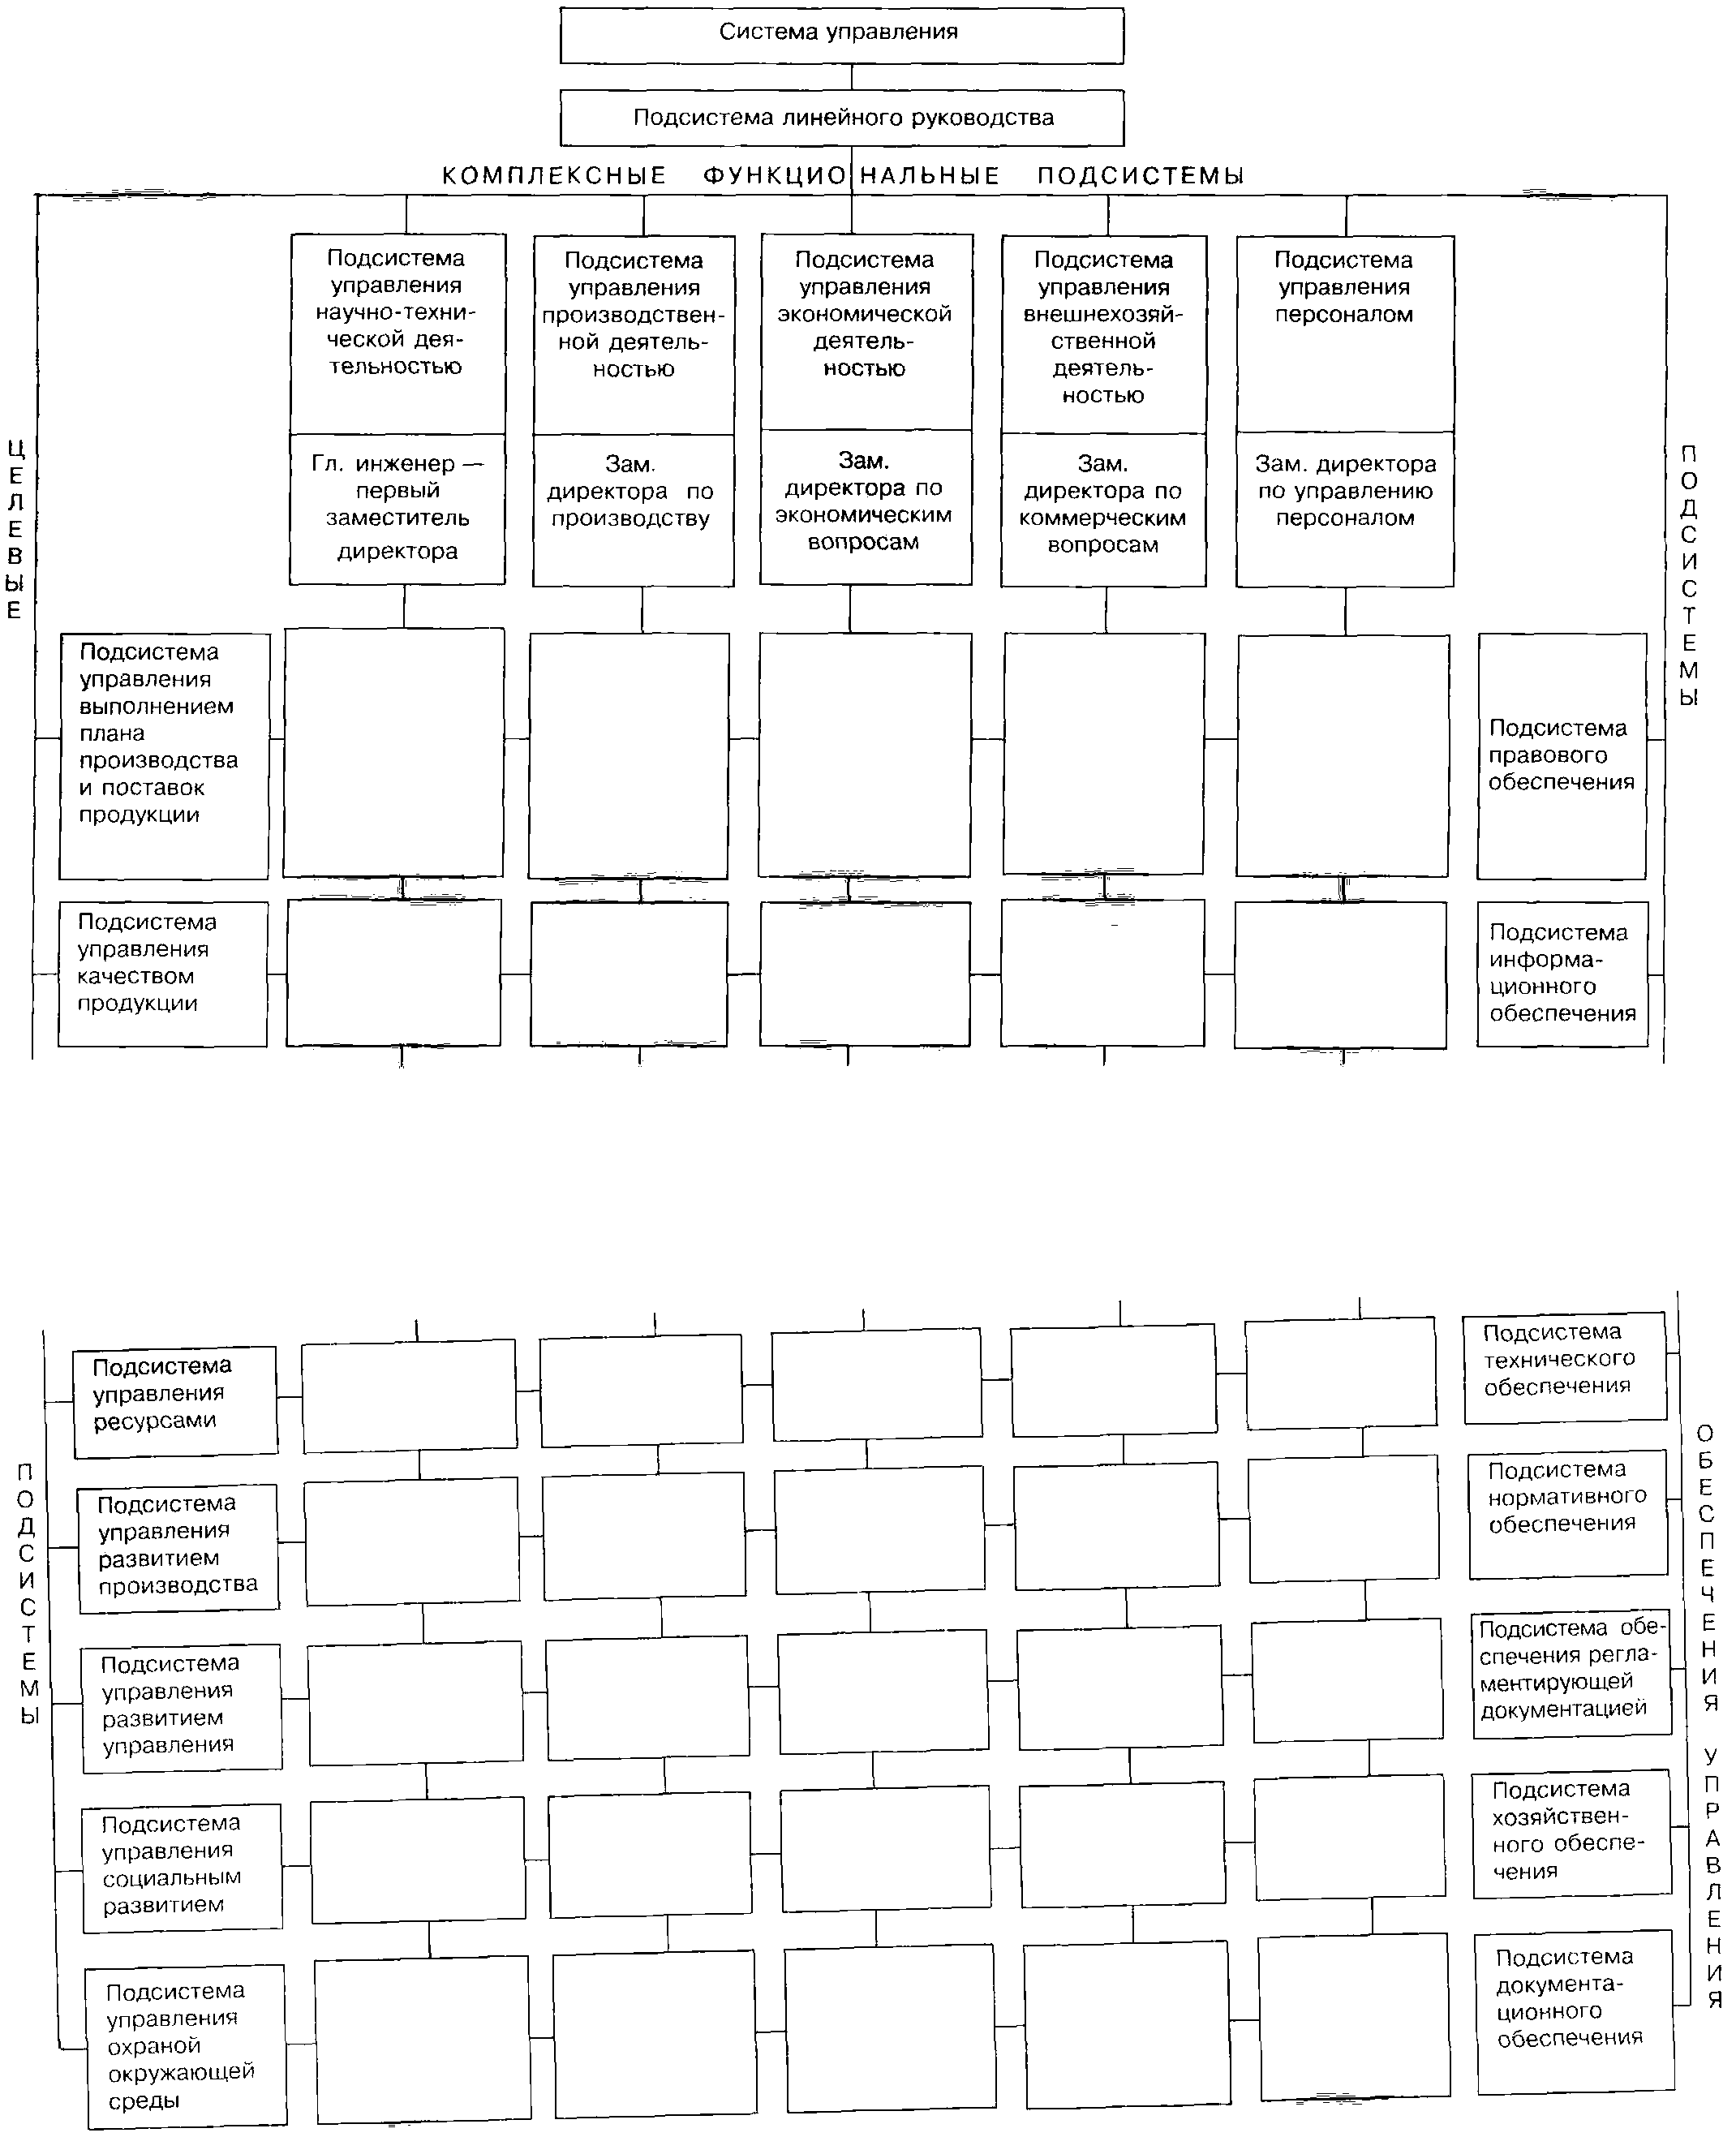 Система управления
Подсистема линейного руководства
КОМПЛЕКСНЫЕ ФУНКЦИОНАЛЬНЫЕ ПОДСИСТЕМЫ
Подсистема
управления
научно-техни-
ческой дея-
тельностью
Подсистема
управления
производствен-
ной деятель-
ностью
Подсистема
управления
экономической
деятель-
ностью
Подсистема
управления
внешнехозяй-
ственной
деятель-
ностью
Подсистема
управления
персоналом
Гл. инженер —
первый
заместитель
директора
Зам.
директора по
производству
Зам.
директора по
экономическим
вопросам
Зам.
директора по
коммерческим
вопросам
Зам. директора
по управлению
персоналом
ЦЕЛЕВЫЕ
ПОДСИСТЕМЫ
Подсистема
управления
выполнением
плана
производства
и поставок
продукции
Подсистема
правового
обеспечения
Подсистема
управления
качеством
продукции
Подсистема
информа-
ционного
обеспечения
ПОДСИСТЕМЫ
ОБЕСПЕЧЕНИЯ УПРАВЛЕНИЯ
Подсистема
управления
ресурсами
Подсистема
технического
обеспечения
Подсистема
управления
развитием
производства
Подсистема
нормативного
обеспечения
Подсистема
управления
развитием
управления
Подсистема обе-
спечения регла-
ментирующей
документацией
Подсистема
управления
социальным
развитием
Подсистема
хозяйствен-
ного обеспе-
чения
Подсистема
управления
охраной
окружающей
среды
Подсистема
документа-
ционного
обеспечения